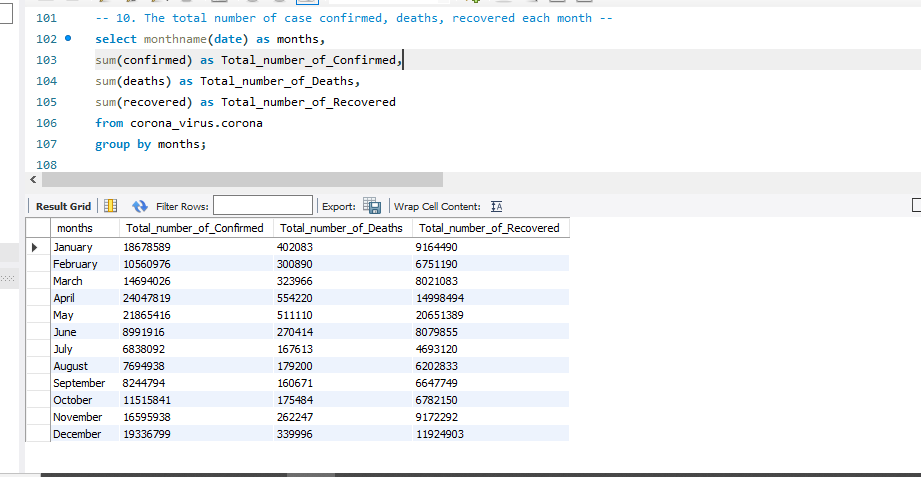 101 -- 10. The total number of case confirmed, deaths, recovered each month --
102 select monthname(date) as months,
103 sum(confirmed) as Total_number_of_Confirmed,
104 sum(deaths) as Total_number_of_Deaths,
105 sum(recovered) as Total_number_of_Recovered
106 from corona_virus.corona
107 group by months;
108
Result Grid Filter Rows: Export: Wrap Cell Content:
months Total_number_of_Confirmed Total_number_of_Deaths Total_number_of_Recovered
January 18678589 402083 9164490
February 10560976 300890 6751190
March 14694026 323966 8021083
April 24047819 554220 14998494
May 21865416 511110 20651389
June 8991916 270414 8079855
July 6838092 167613 4693120
August 7694938 179200 6202833
September 8244794 160671 6647749
October 11515841 175484 6782150
November 16595938 262247 9172292
December 19336799 339996 11924903